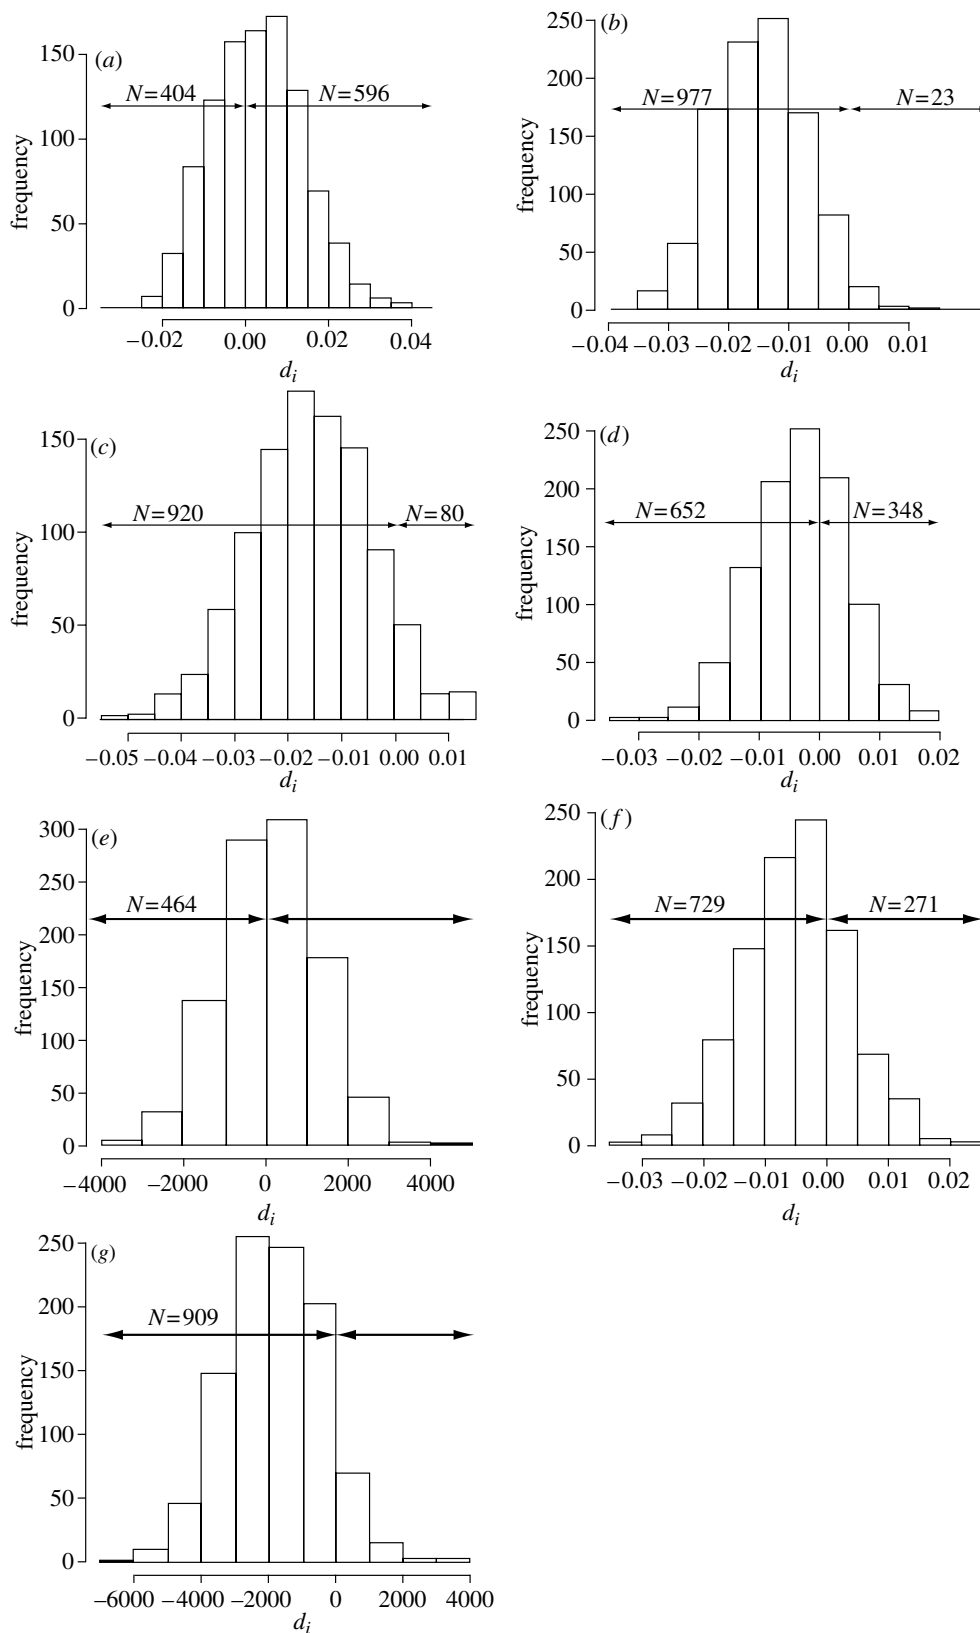 (a)
150
100
50
0
frequency
N=404
N=596
−0.02 0.00 0.02 0.04
d_i
(b)
250
200
150
100
50
0
frequency
N=977
N=23
−0.04 −0.03 −0.02 −0.01 0.00 0.01
d_i
(c)
150
100
50
0
frequency
N=920
N=80
−0.05 −0.04 −0.03 −0.02 −0.01 0.00 0.01
d_i
(d)
250
200
150
100
50
0
frequency
N=652
N=348
−0.03 −0.02 −0.01 0.00 0.01 0.02
d_i
(e)
300
250
200
150
100
50
0
frequency
N=464
−4000 −2000 0 2000 4000
d_i
(f)
250
200
150
100
50
0
frequency
N=729
N=271
−0.03 −0.02 −0.01 0.00 0.01 0.02
d_i
(g)
250
200
150
100
50
0
frequency
N=909
−6000 −4000 −2000 0 2000 4000
d_i